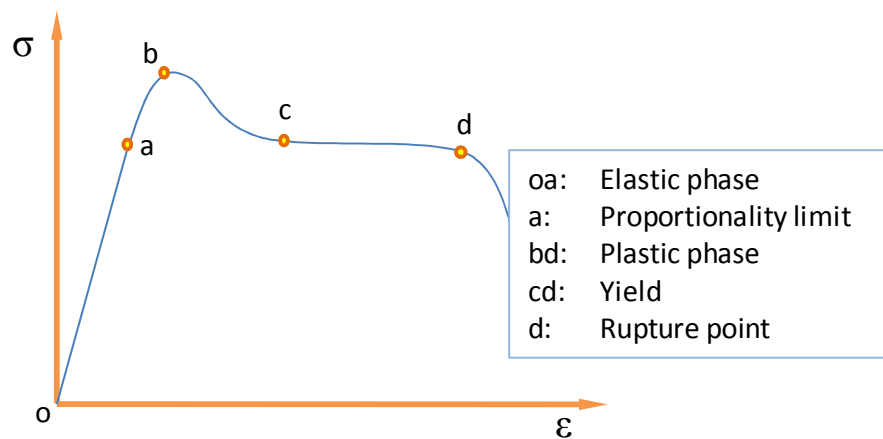 σ
b
a
c
d
oa: Elastic phase
a: Proportionality limit
bd: Plastic phase
cd: Yield
d: Rupture point
o
ε